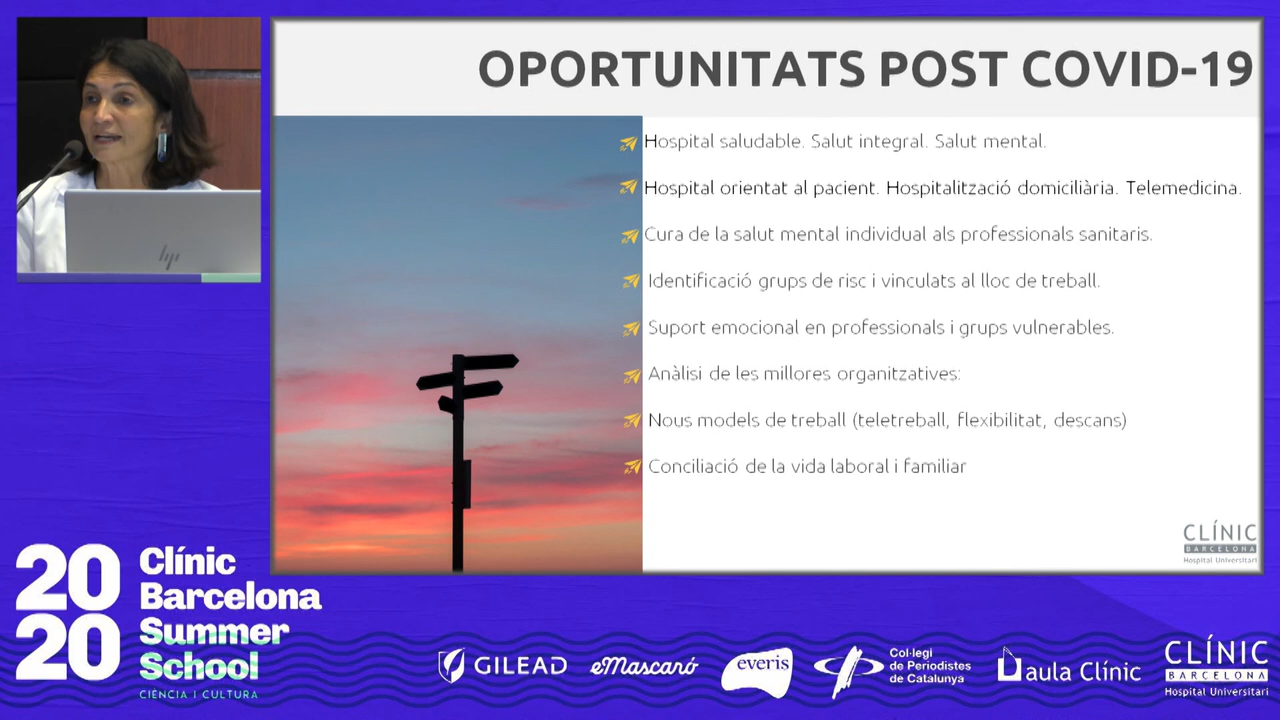 OPORTUNITATS POST COVID-19
Hospital saludable. Salut integral. Salut mental.
Hospital orientat al pacient. Hospitalització domiciliària. Telemedicina.
Cura de la salut mental individual als professionals sanitaris.
Identificació grups de risc i vinculats al lloc de treball.
Suport emocional en professionals i grups vulnerables.
Anàlisi de les millores organitzatives:
Nous models de treball (teletreball, flexibilitat, descans)
Conciliació de la vida laboral i familiar
CLÍNIC
BARCELONA
Hospital Universitari
hp
20
20
Clínic
Barcelona
Summer
School
CIÈNCIA I CULTURA
GILEAD
eMascaró
everis
Col·legi
de Periodistes
de Catalunya
aula Clínic
CLÍNIC
BARCELONA
Hospital Universitari